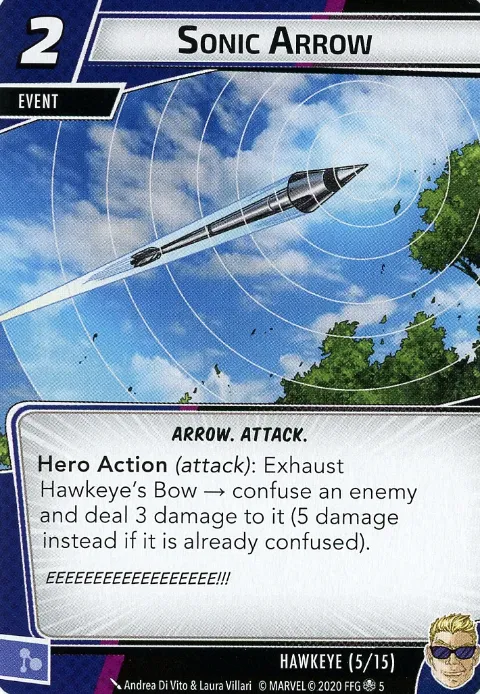 2
SONIC ARROW
EVENT
ARROW. ATTACK.
Hero Action (attack): Exhaust
Hawkeye's Bow → confuse an enemy
and deal 3 damage to it (5 damage
instead if it is already confused).
EEEEEEEEEEEEEEEEEE!!!
HAWKEYE (5/15)
Andrea Di Vito & Laura Villari © MARVEL © 2020 FFG 5